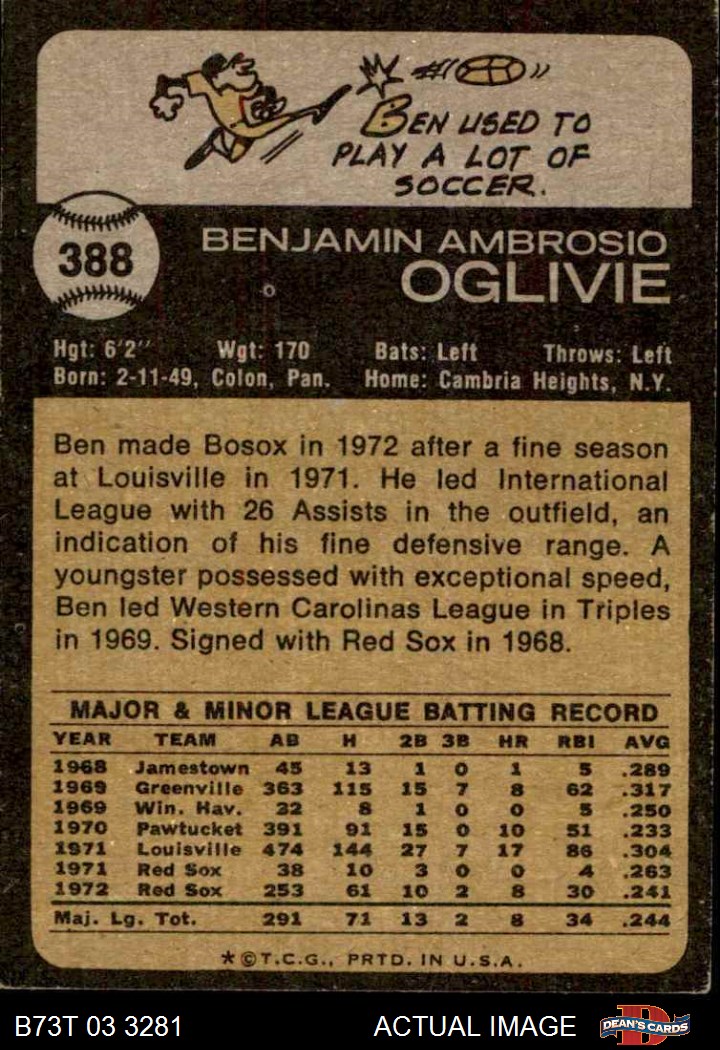 BEN USED TO
PLAY A LOT OF
SOCCER.
388
BENJAMIN AMBROSIO
OGLIVIE
Hgt: 6'2" Wgt: 170 Bats: Left Throws: Left
Born: 2-11-49, Colon, Pan. Home: Cambria Heights, N.Y.
Ben made Bosox in 1972 after a fine season
at Louisville in 1971. He led International
League with 26 Assists in the outfield, an
indication of his fine defensive range. A
youngster possessed with exceptional speed,
Ben led Western Carolinas League in Triples
in 1969. Signed with Red Sox in 1968.
MAJOR & MINOR LEAGUE BATTING RECORD
YEAR TEAM AB H 2B 3B HR RBI AVG
1968 Jamestown 45 13 1 0 1 5 .289
1969 Greenville 363 115 15 7 8 62 .317
1969 Win. Hav. 32 8 1 0 0 5 .250
1970 Pawtucket 391 91 15 0 10 51 .233
1971 Louisville 474 144 27 7 17 86 .304
1971 Red Sox 38 10 3 0 0 4 .263
1972 Red Sox 253 61 10 2 8 30 .241
Maj. Lg. Tot. 291 71 13 2 8 34 .244
*©T.C.G., PRTD. IN U.S.A.
B73T 03 3281 ACTUAL IMAGE D DEAN'S CARDS